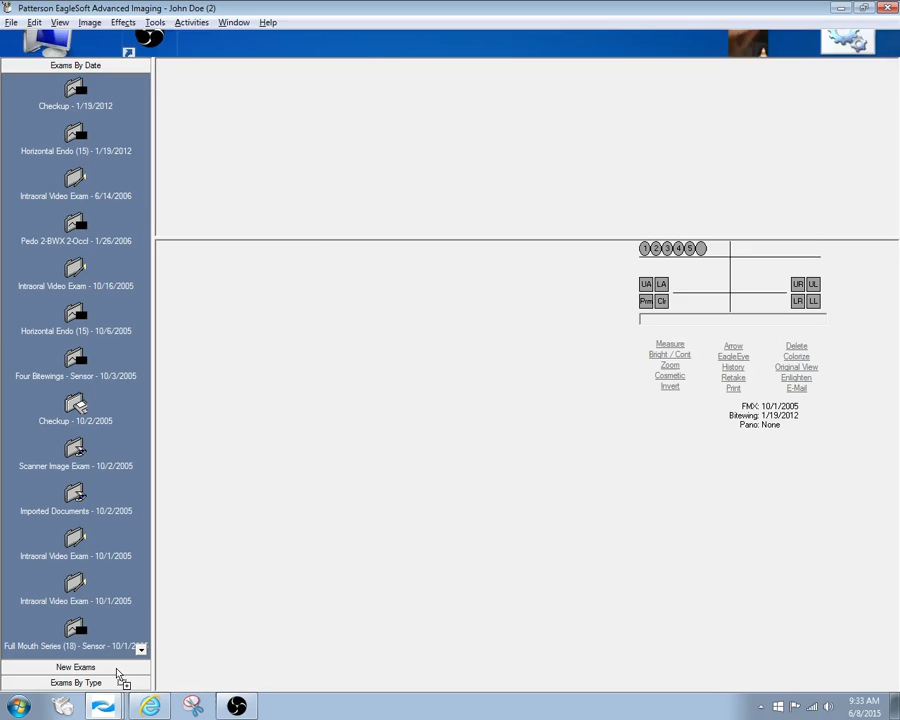 Patterson EagleSoft Advanced Imaging - John Doe (2)
File Edit View Image Effects Tools Activities Window Help
Exams By Date
Checkup - 1/19/2012
Horizontal Endo (15) - 1/19/2012
Intraoral Video Exam - 6/14/2006
Pedo 2-BWX 2-Occl - 1/26/2006
Intraoral Video Exam - 10/16/2005
Horizontal Endo (15) - 10/6/2005
Four Bitewings - Sensor - 10/3/2005
Checkup - 10/2/2005
Scanner Image Exam - 10/2/2005
Imported Documents - 10/2/2005
Intraoral Video Exam - 10/1/2005
Intraoral Video Exam - 10/1/2005
Full Mouth Series (18) - Sensor - 10/1/200
New Exams
Exams By Type
1 2 3 4 5
UA LA UR UL
Prm Clr LR LL
Measure Arrow Delete
Bright / Cont EagleEye Colorize
Zoom History Original View
Cosmetic Retake Enlighten
Invert Print E-Mail
FMX: 10/1/2005
Bitewing: 1/19/2012
Pano: None
9:33 AM
6/8/2015